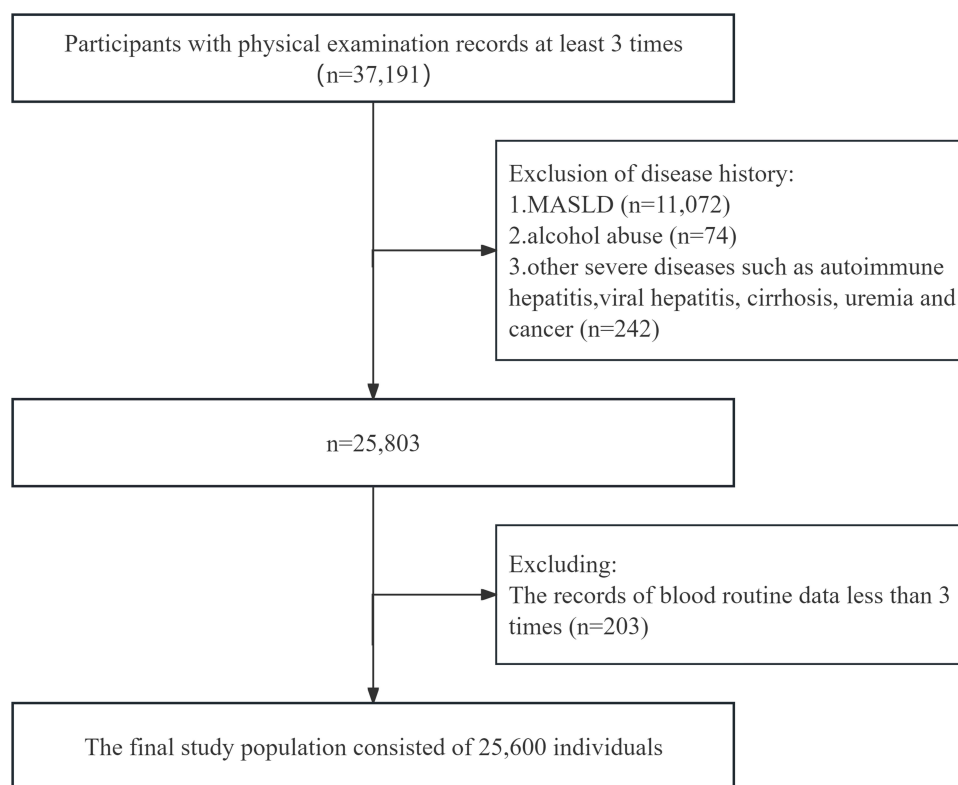 Participants with physical examination records at least 3 times
(n=37,191)
Exclusion of disease history:
1.MASLD (n=11,072)
2.alcohol abuse (n=74)
3.other severe diseases such as autoimmune
hepatitis,viral hepatitis, cirrhosis, uremia and
cancer (n=242)
n=25,803
Excluding:
The records of blood routine data less than 3
times (n=203)
The final study population consisted of 25,600 individuals